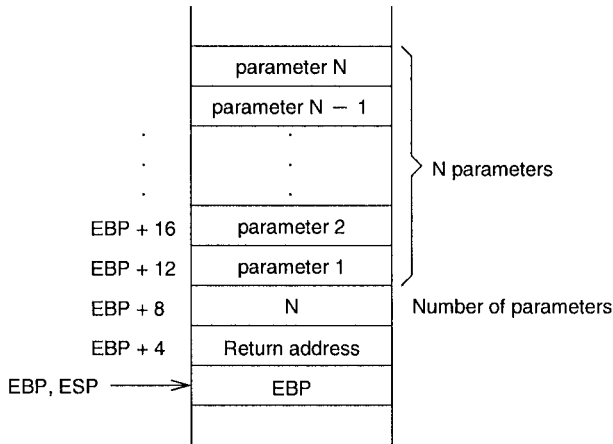 parameter N
parameter N − 1
.
.
.
.
.
.
N parameters
EBP + 16 parameter 2
EBP + 12 parameter 1
EBP + 8 N Number of parameters
EBP + 4 Return address
EBP, ESP EBP